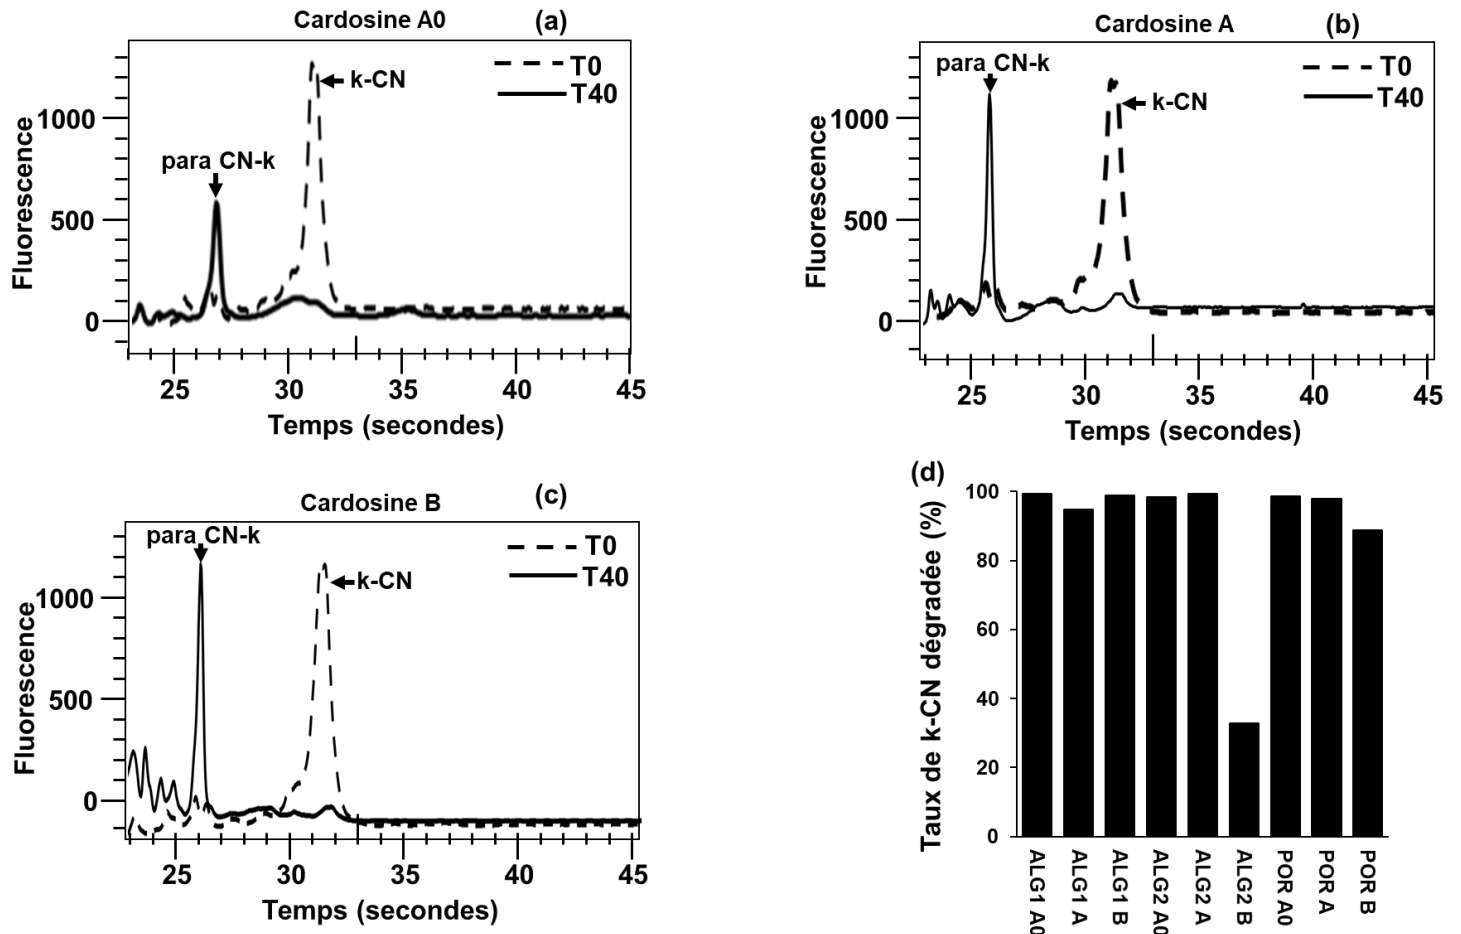 Cardosine A0 (a)
T0
T40
k-CN
para CN-k
Fluorescence
1000
500
0
25 30 35 40 45
Temps (secondes)
Cardosine A (b)
T0
T40
para CN-k
k-CN
Fluorescence
1000
500
0
25 30 35 40 45
Temps (secondes)
Cardosine B (c)
T0
T40
para CN-k
k-CN
Fluorescence
1000
500
0
25 30 35 40 45
Temps (secondes)
(d)
Taux de k-CN dégradée (%)
100
80
60
40
20
0
ALG1 A0
ALG1 A
ALG1 B
ALG2 A0
ALG2 A
ALG2 B
POR A0
POR A
POR B